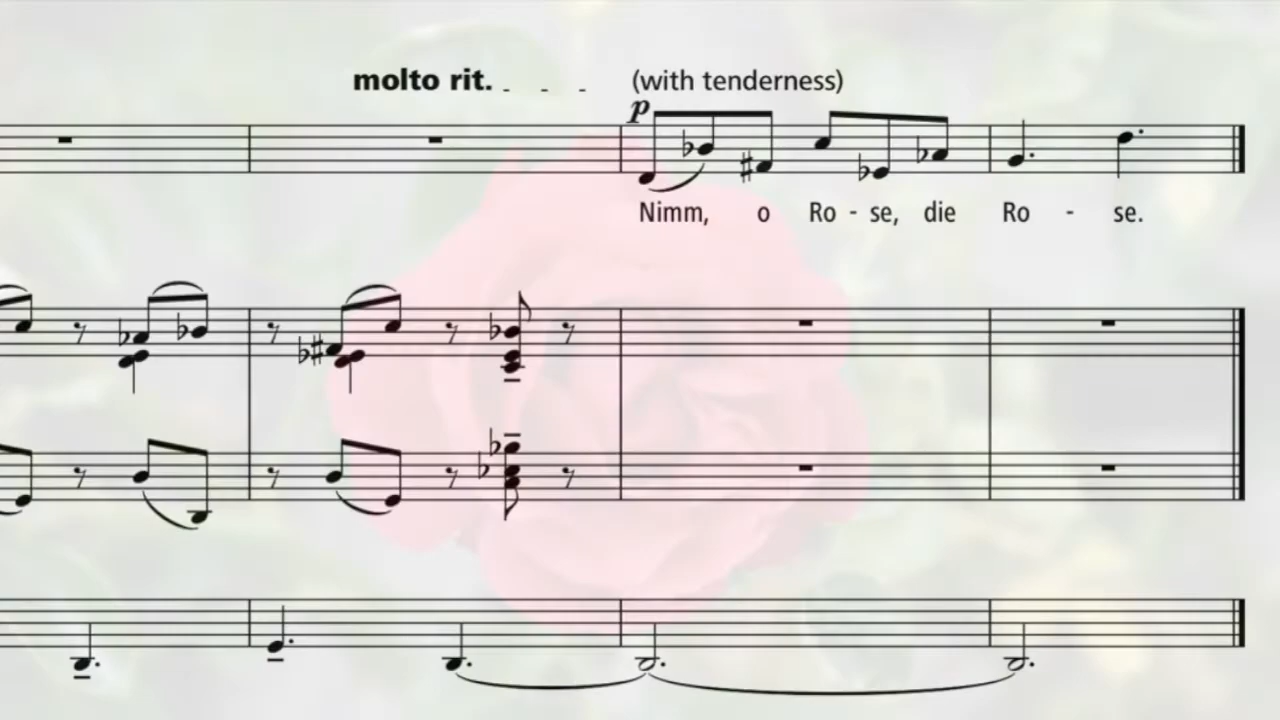 molto rit. - - - (with tenderness)
p
Nimm, o Ro - se, die Ro - se.